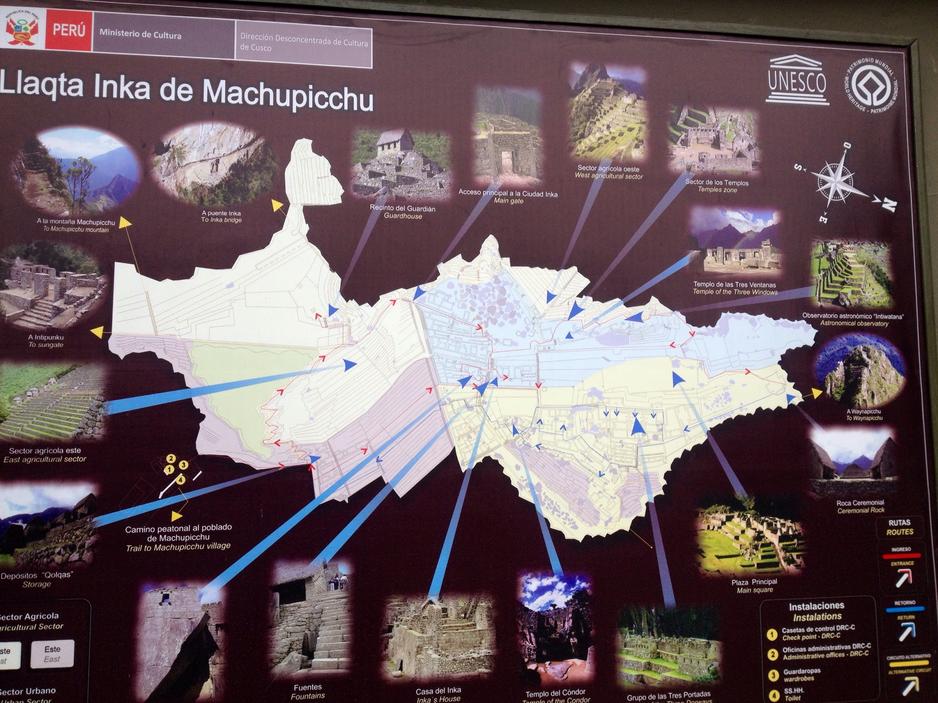 PERÚ
Ministerio de Cultura
Dirección Desconcentrada de Cultura
de Cusco
Llaqta Inka de Machupicchu
UNESCO
PATRIMONIO MUNDIAL
WORLD HERITAGE
PATRIMOINE MONDIAL
O
S
N
E
A la montaña Machupicchu
To Machupicchu mountain
A puente Inka
To Inka bridge
Recinto del Guardián
Guardhouse
Acceso principal a la Ciudad Inka
Main gate
Sector agrícola oeste
West agricultural sector
Sector de los Templos
Temples zone
Templo de las Tres Ventanas
Temple of the Three Windows
Observatorio astronómico "Intiwatana"
Astronomical observatory
A Intipunku
To sungate
A Waynapicchu
To Waynapicchu
Sector agrícola este
East agricultural sector
Roca Ceremonial
Ceremonial Rock
2
3
1
4
Camino peatonal al poblado
de Machupicchu
Trail to Machupicchu village
Depósitos "Qolqas"
Storage
Plaza Principal
Main square
Fuentes
Fountains
Casa del Inka
Inka´s House
Templo del Cóndor
Temple of the Condor
Grupo de las Tres Portadas
RUTAS
ROUTES
INGRESO
ENTRANCE
RETORNO
RETURN
CIRCUITO ALTERNATIVO
ALTERNATIVE CIRCUIT
Sector Agrícola
Agricultural Sector
Este
East
Sector Urbano
Urban Sector
Instalaciones
Instalations
1 Casetas de control DRC-C
Check point - DRC-C
2 Oficinas administrativas DRC-C
Administrative offices - DRC-C
3 Guardaropas
wardrobes
4 SS.HH.
Toilet